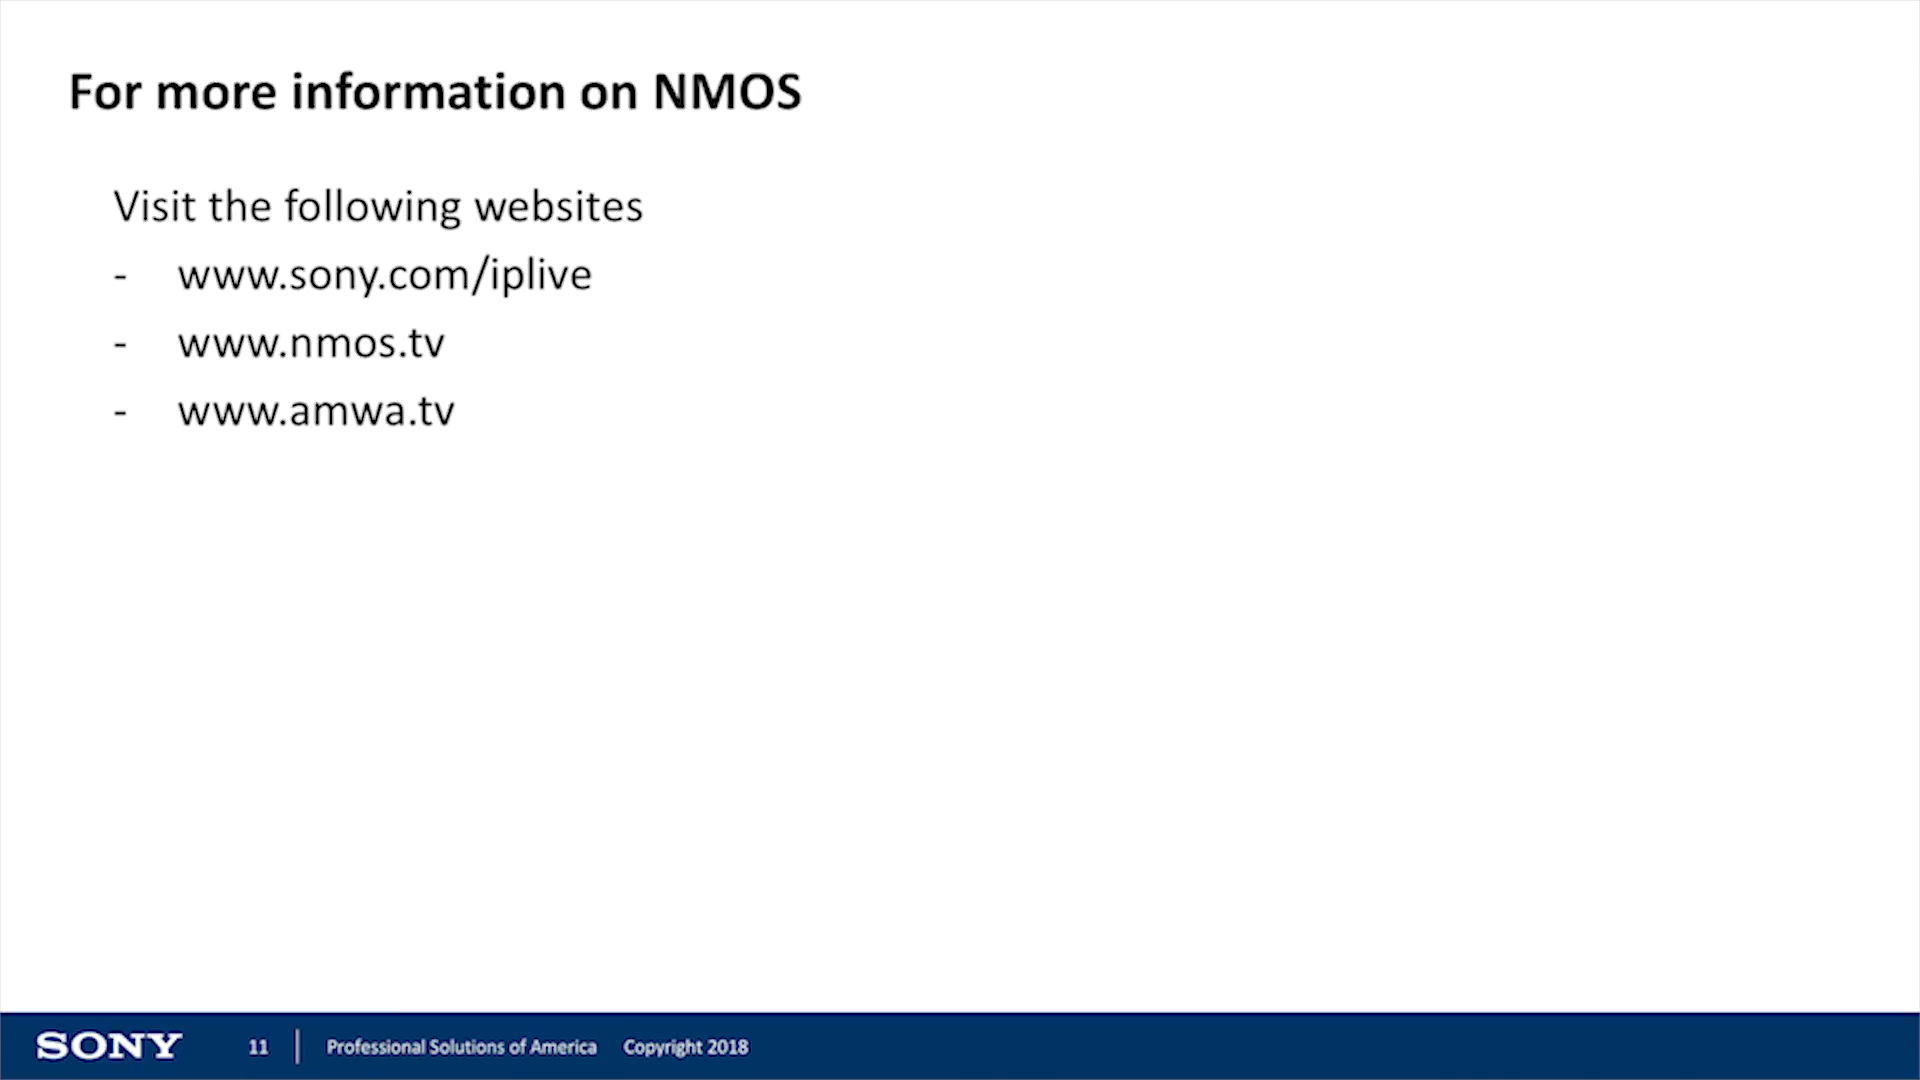 For more information on NMOS
Visit the following websites
- www.sony.com/iplive
- www.nmos.tv
- www.amwa.tv
SONY 11 Professional Solutions of America Copyright 2018